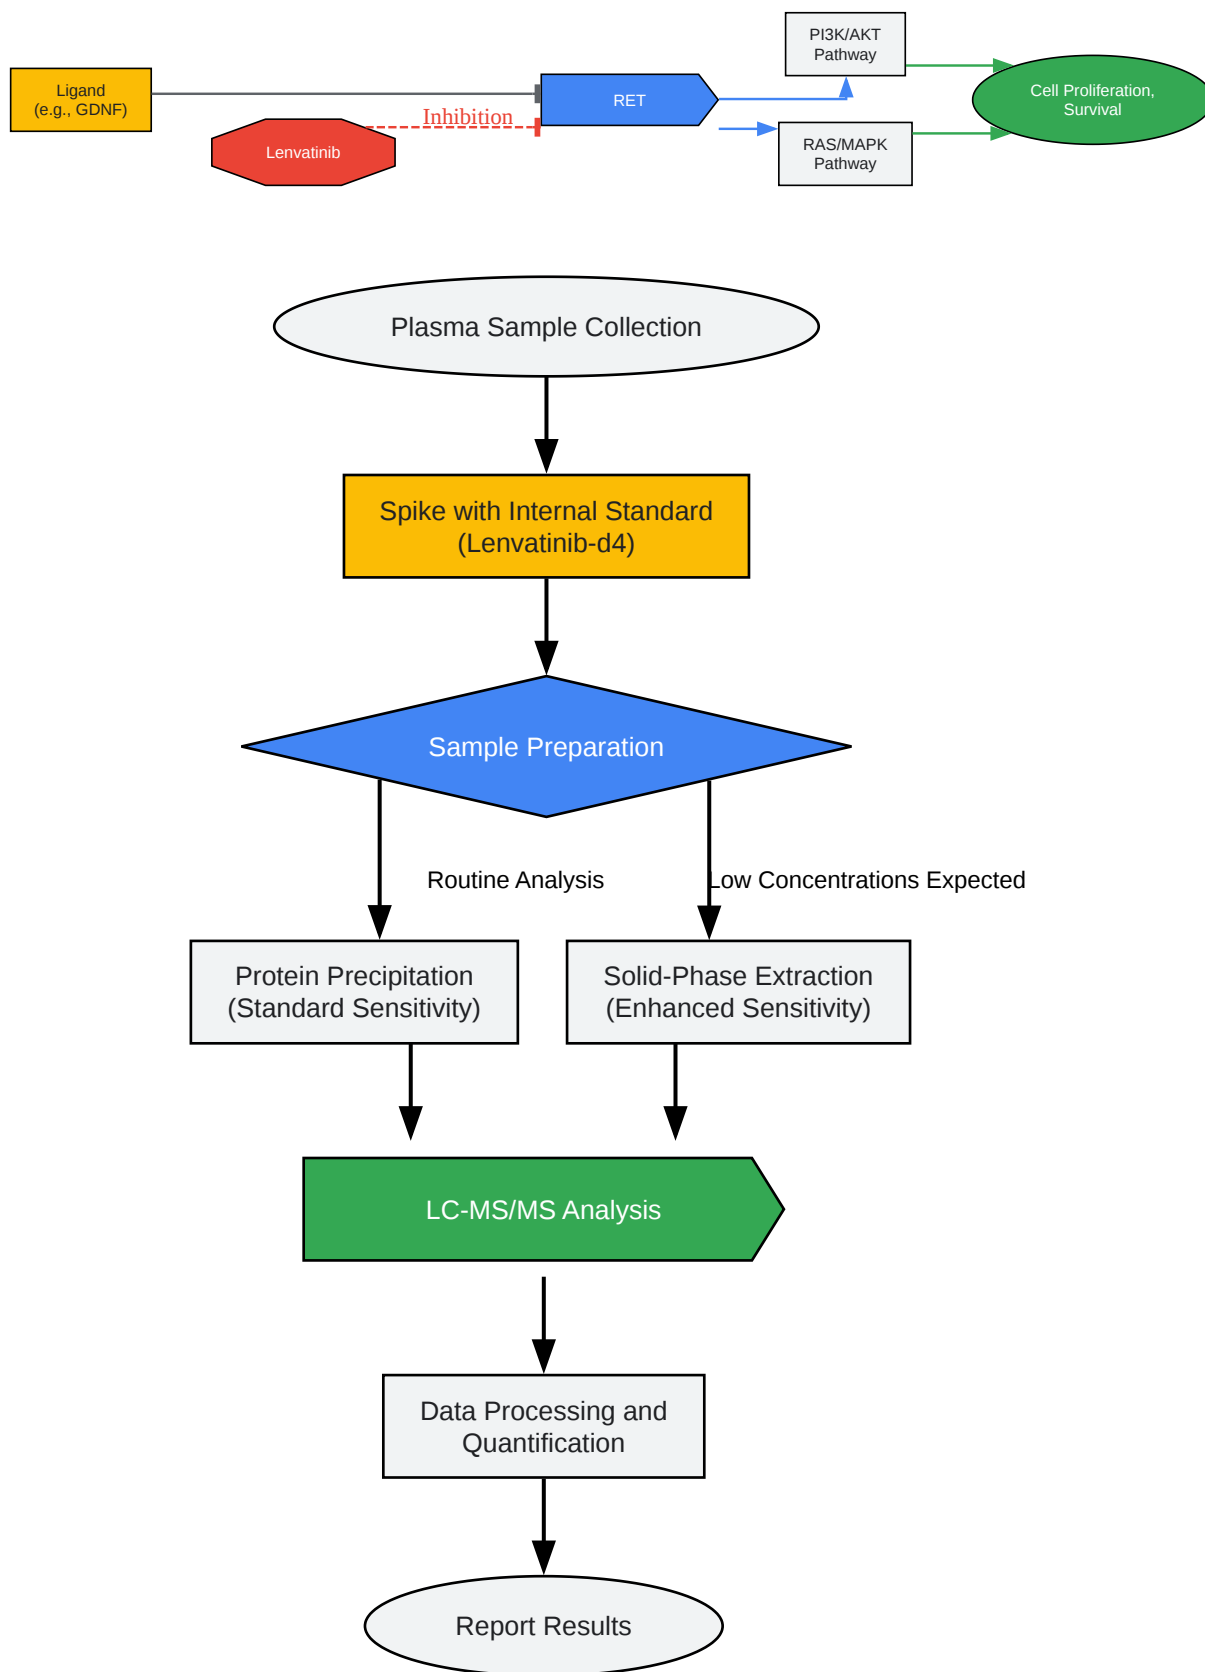 Ligand
(e.g., GDNF)
Lenvatinib
Inhibition
RET
PI3K/AKT
Pathway
RAS/MAPK
Pathway
Cell Proliferation,
Survival
Plasma Sample Collection
Spike with Internal Standard
(Lenvatinib-d4)
Sample Preparation
Routine Analysis
Low Concentrations Expected
Protein Precipitation
(Standard Sensitivity)
Solid-Phase Extraction
(Enhanced Sensitivity)
LC-MS/MS Analysis
Data Processing and
Quantification
Report Results